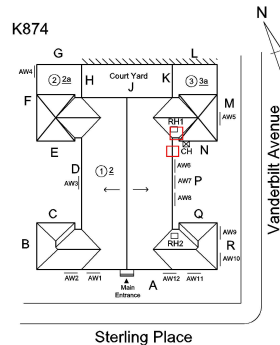 N
K874
G
L
AW4
2 2a
H
Court Yard
K
3 3a
J
F
RH1
M
AW5
E
CH
N
D
AW3
1 2
AW6
AW7
P
AW8
C
Q
B
RH2
AW9
R
AW10
AW2
AW1
Main
Entrance
A
AW12
AW11
Vanderbilt Avenue
Sterling Place